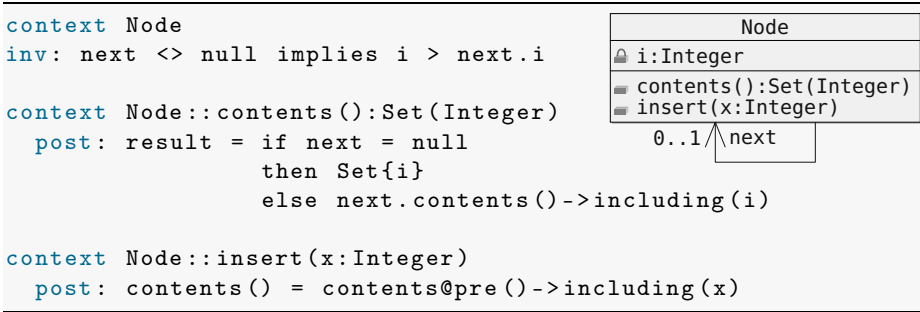 context Node
inv: next <> null implies i > next.i
context Node::contents():Set(Integer)
post: result = if next = null
then Set{i}
else next.contents()->including(i)
context Node::insert(x:Integer)
post: contents() = contents@pre()->including(x)
Node
i:Integer
contents():Set(Integer)
insert(x:Integer)
0..1 next